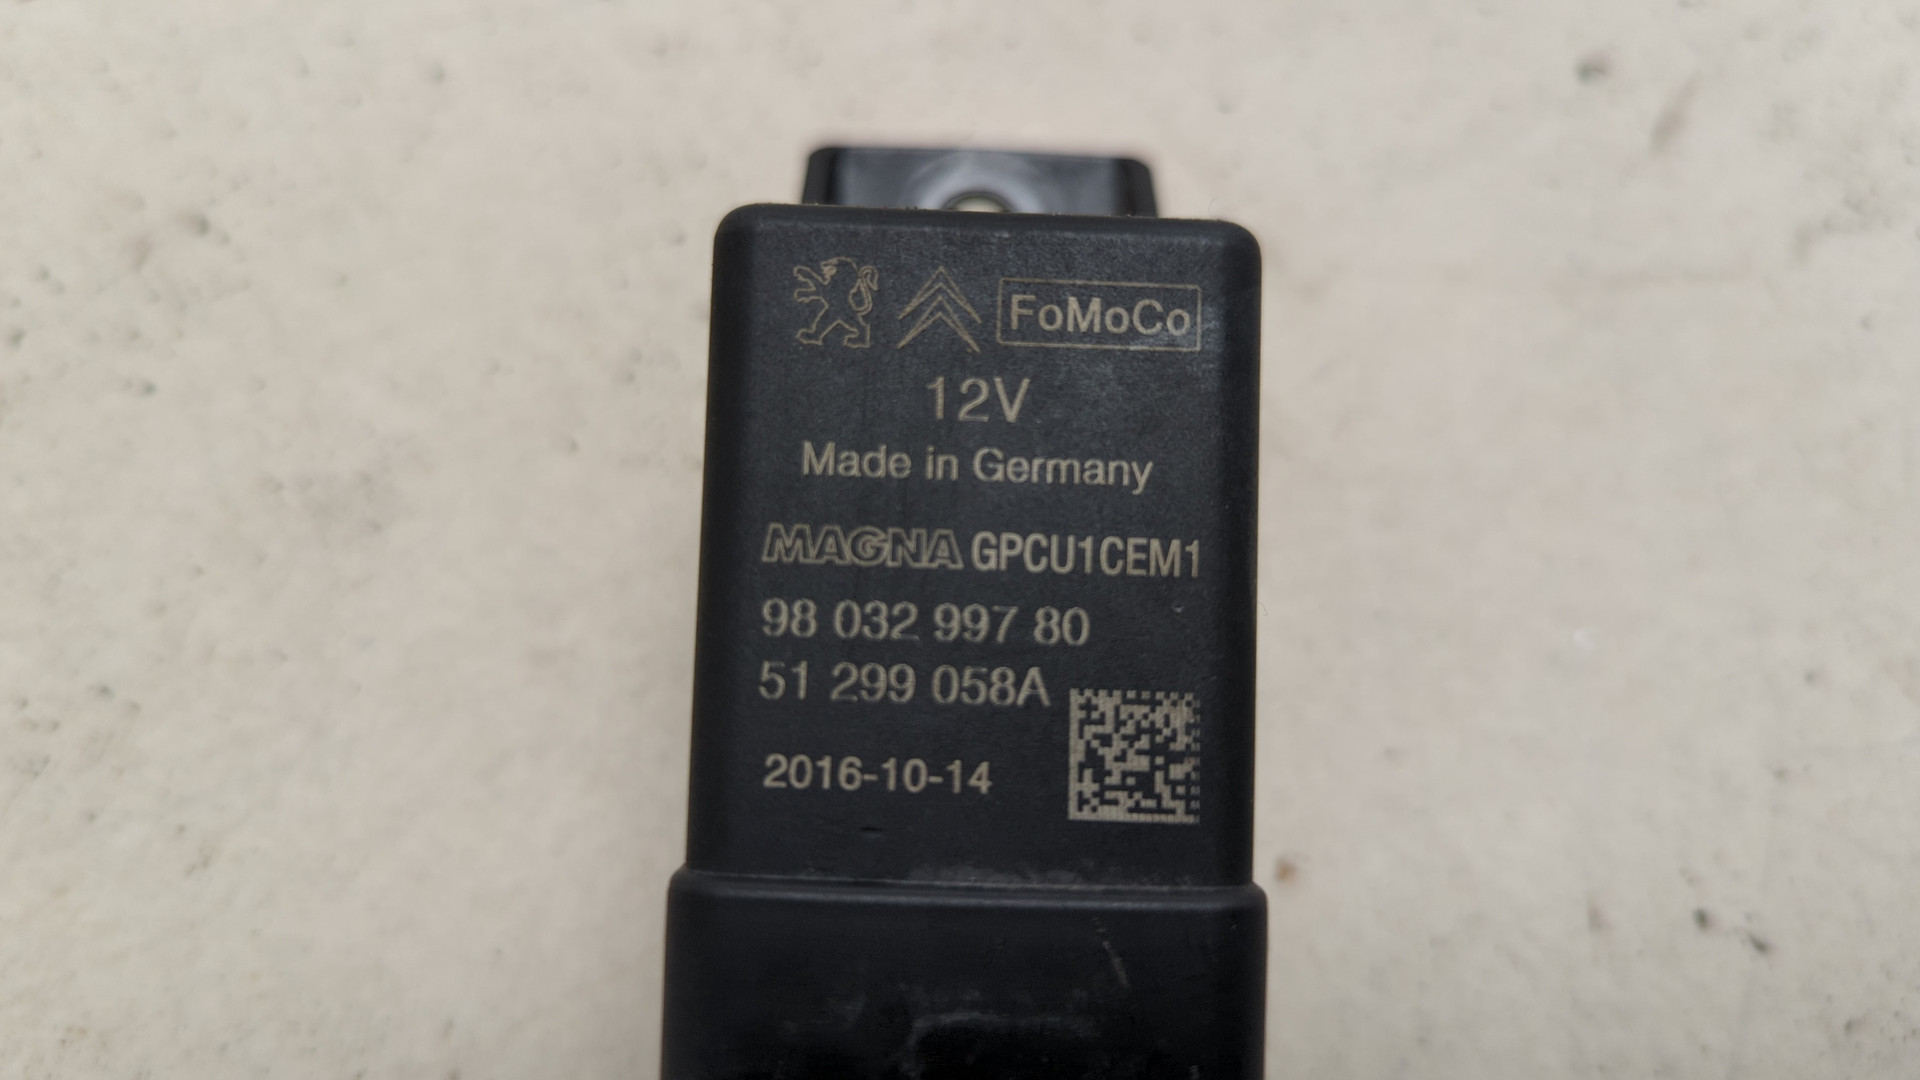 FoMoCo
12V
Made in Germany
MAGNA GPCU1CEM1
98 032 997 80
51 299 058A
2016-10-14